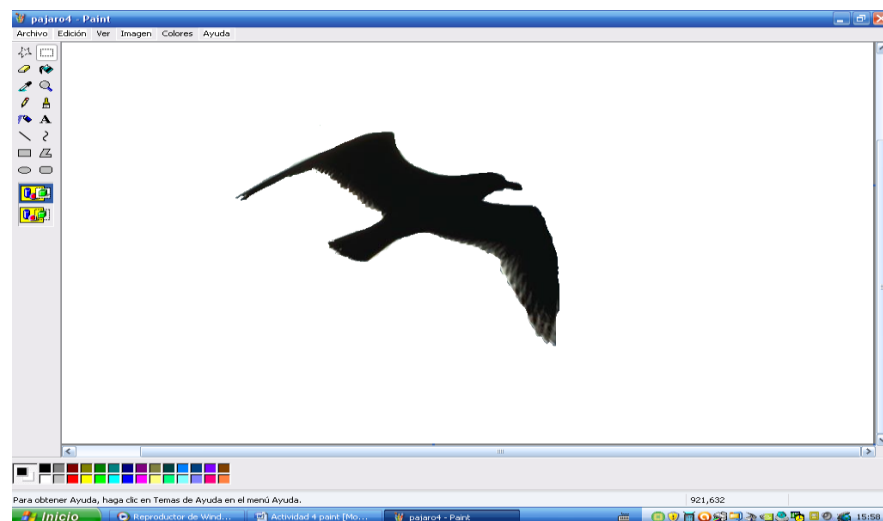 pajaro4 - Paint
Archivo Edición Ver Imagen Colores Ayuda
A
Para obtener Ayuda, haga clic en Temas de Ayuda en el menú Ayuda. 921,632
Inicio Reproductor de Wind... Actividad 4 paint [Mo... pajaro4 - Paint 15:58